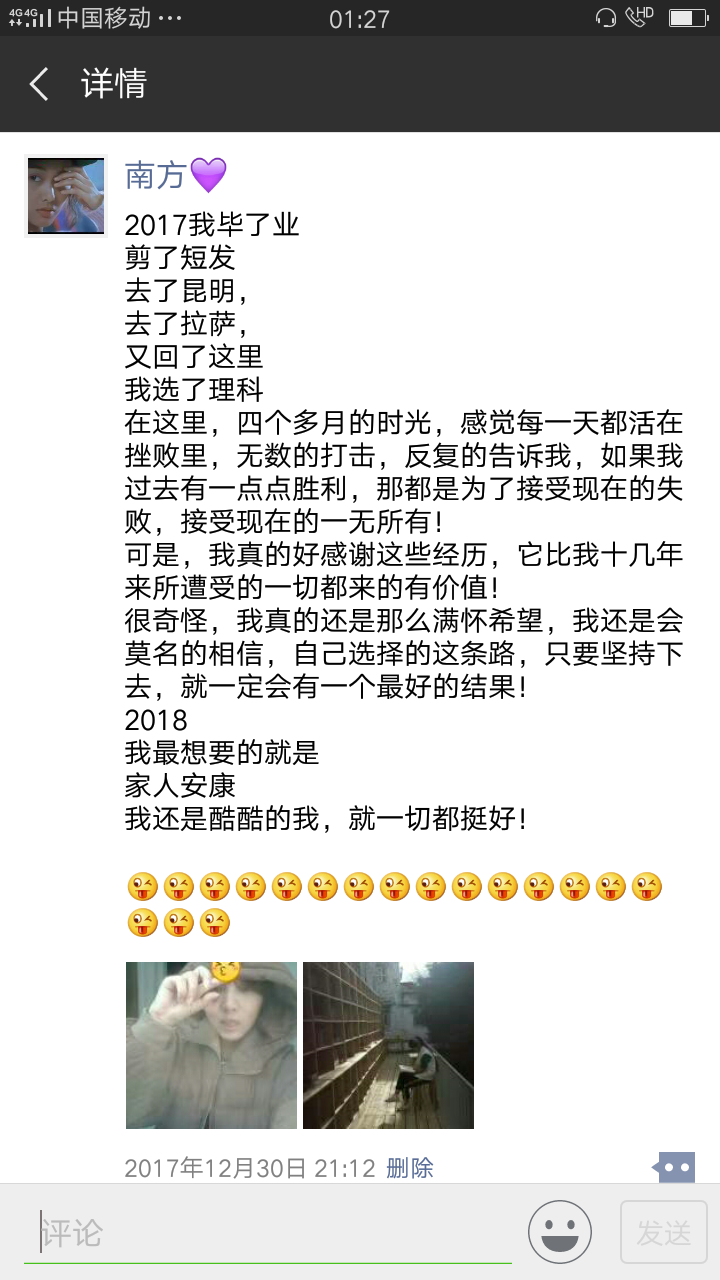 4G 4G 中国移动 ··· 01:27 HD
详情
南方💜
2017我毕了业
剪了短发
去了昆明，
去了拉萨，
又回了这里
我选了理科
在这里，四个多月的时光，感觉每一天都活在
挫败里，无数的打击，反复的告诉我，如果我
过去有一点点胜利，那都是为了接受现在的失
败，接受现在的一无所有！
可是，我真的好感谢这些经历，它比我十几年
来所遭受的一切都来的有价值！
很奇怪，我真的还是那么满怀希望，我还是会
莫名的相信，自己选择的这条路，只要坚持下
去，就一定会有一个最好的结果！
2018
我最想要的就是
家人安康
我还是酷酷的我，就一切都挺好！
😜😜😜😜😜😜😜😜😜😜😜😜😜😜😜
😜😜😜
2017年12月30日 21:12 删除
评论 发送